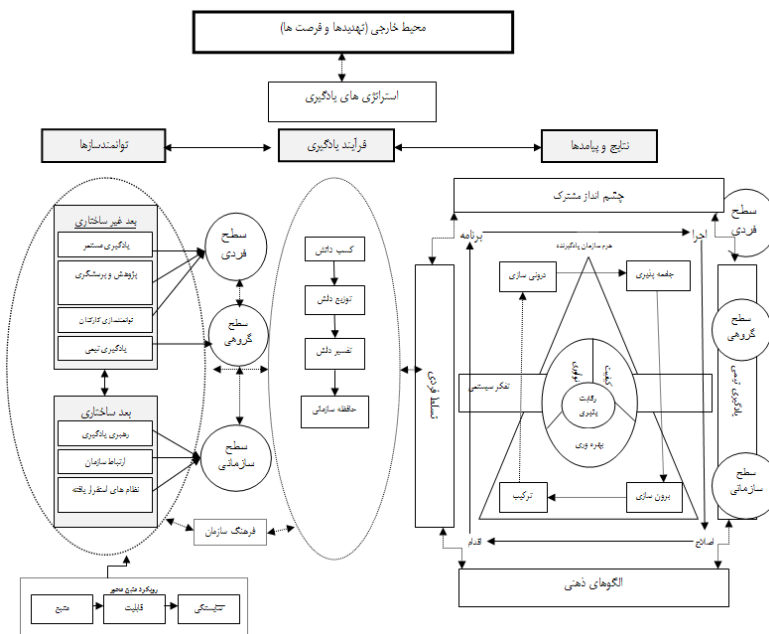 محیط خارجی (تهدیدها و فرصت ها)
استراتژی های یادگیری
نتایج و پیامدها
فرآیند یادگیری
توانمندسازها
چشم انداز مشترک
سطح
فردی
اجرا
برنامه
هرم سازمان یادگیرنده
درونی سازی
تسلط فردی
تفکر سیستمی
کیفیت
نوآوری
رقابت
پذیری
بهره وری
ترکیب
برون سازی
سطح
گروهی
یادگیری تیمی
سطح
سازمانی
اصلاح
اقدام
الگوهای ذهنی
کسب دانش
توزیع دانش
تفسیر دانش
حافظه سازمانی
فرهنگ سازمان
سطح
فردی
سطح
گروهی
سطح
سازمانی
بعد غیر ساختاری
یادگیری مستمر
پژوهش و پرسشگری
توانمندسازی کارکنان
یادگیری تیمی
بعد ساختاری
رهبری یادگیری
ارتباط سازمان
نظام های استقرار یافته
رویکرد منبع محور
منبع
قابلیت
شایستگی